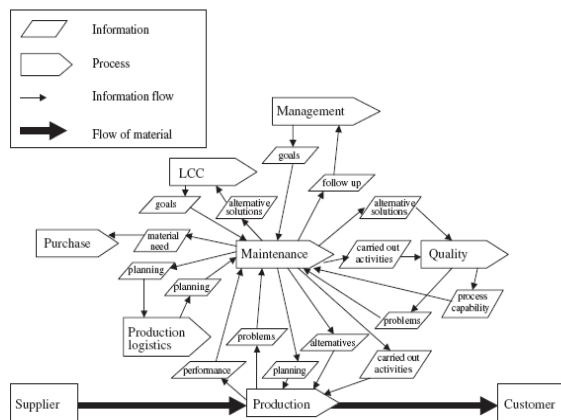 Information
Process
Information flow
Flow of material
Management
goals
follow up
LCC
goals
alternative
solutions
alternative
solutions
Purchase
material
need
Maintenance
carried out
activities
Quality
planning
planning
process
capability
problems
Production
logistics
problems
alternatives
performance
planning
carried out
activities
Supplier
Production
Customer